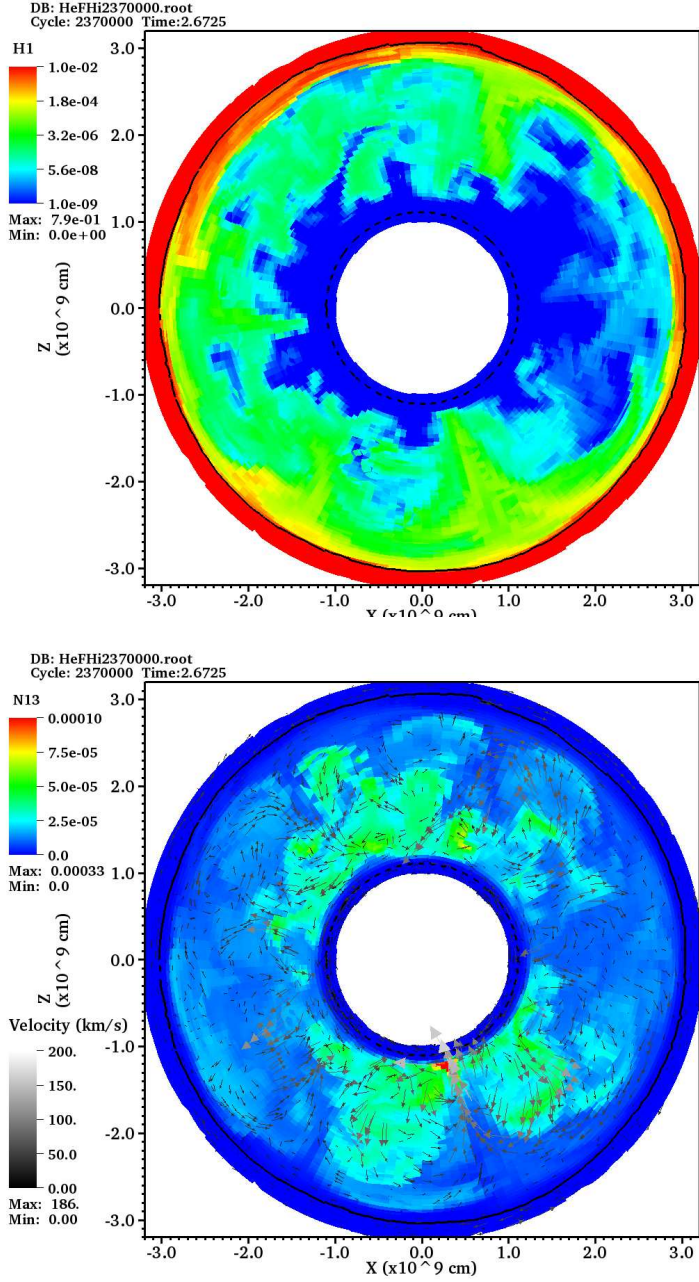 DB: HeFHi2370000.root
Cycle: 2370000 Time:2.6725
H1
1.0e-02
1.8e-04
3.2e-06
5.6e-08
1.0e-09
Max: 7.9e-01
Min: 0.0e+00
Z
(x10^9 cm)
3.0
2.0
1.0
0.0
-1.0
-2.0
-3.0
-3.0 -2.0 -1.0 0.0 1.0 2.0 3.0
X (x10^9 cm)
DB: HeFHi2370000.root
Cycle: 2370000 Time:2.6725
N13
0.00010
7.5e-05
5.0e-05
2.5e-05
0.0
Max: 0.00033
Min: 0.0
Z
(x10^9 cm)
Velocity (km/s)
200.
150.
100.
50.0
0.00
Max: 186.
Min: 0.00
3.0
2.0
1.0
0.0
-1.0
-2.0
-3.0
-3.0 -2.0 -1.0 0.0 1.0 2.0 3.0
X (x10^9 cm)